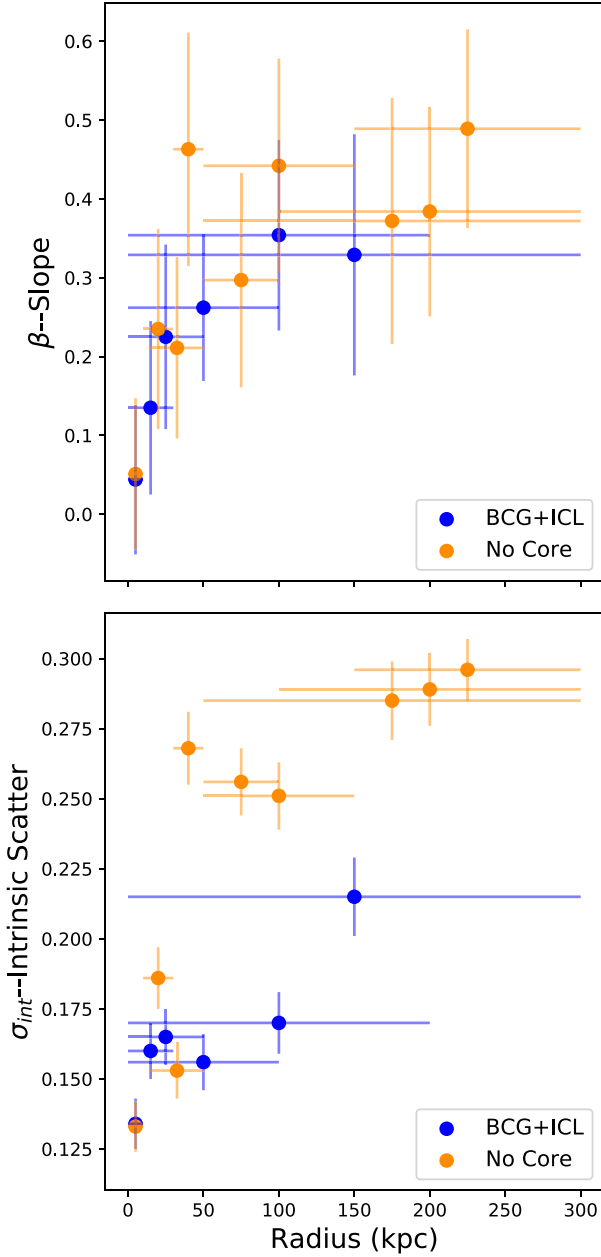 0.6
0.5
0.4
0.3
0.2
0.1
0.0
β--Slope
BCG+ICL
No Core
0.300
0.275
0.250
0.225
0.200
0.175
0.150
0.125
σint--Intrinsic Scatter
BCG+ICL
No Core
0 50 100 150 200 250 300
Radius (kpc)